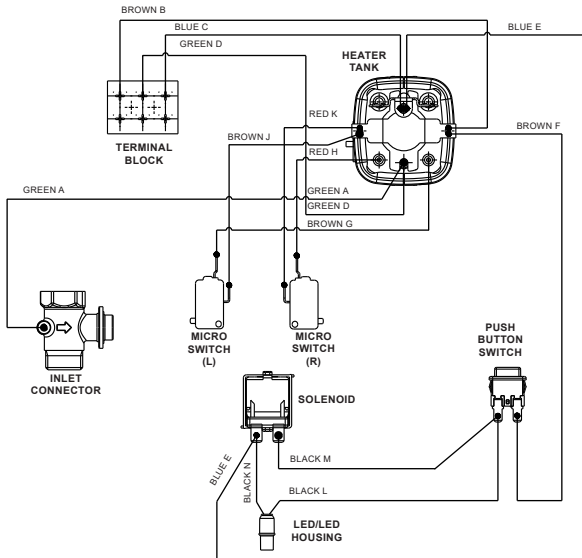 BROWN B
BLUE C
BLUE E
GREEN D
HEATER
TANK
RED K
BROWN J
BROWN F
RED H
TERMINAL
BLOCK
GREEN A
GREEN A
GREEN D
BROWN G
MICRO
SWITCH
(L)
MICRO
SWITCH
(R)
PUSH
BUTTON
SWITCH
INLET
CONNECTOR
SOLENOID
BLACK M
BLUE E
BLACK N
BLACK L
LED/LED
HOUSING